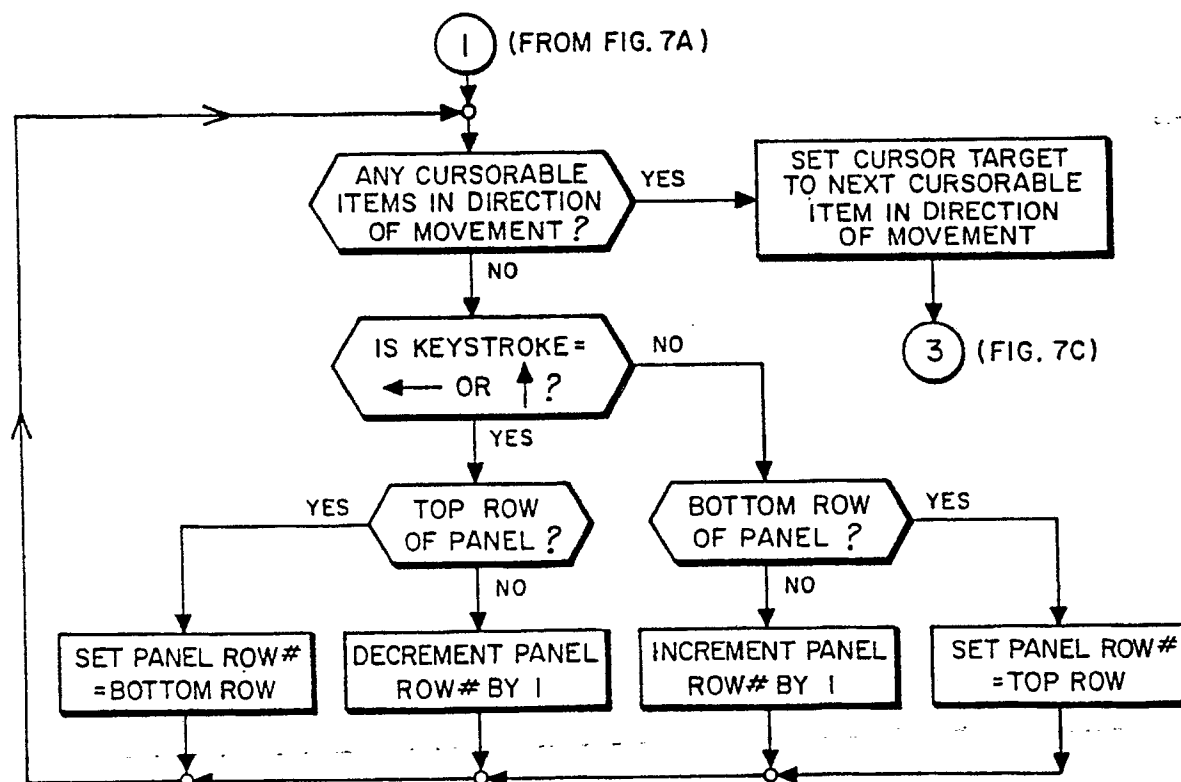 1 (FROM FIG. 7A)
ANY CURSORABLE
ITEMS IN DIRECTION
OF MOVEMENT ?
YES
SET CURSOR TARGET
TO NEXT CURSORABLE
ITEM IN DIRECTION
OF MOVEMENT
NO
3 (FIG. 7C)
IS KEYSTROKE =
← OR ↑ ?
NO
YES
YES
TOP ROW
OF PANEL ?
BOTTOM ROW
OF PANEL ?
YES
NO
NO
SET PANEL ROW#
=BOTTOM ROW
DECREMENT PANEL
ROW# BY 1
INCREMENT PANEL
ROW# BY 1
SET PANEL ROW#
=TOP ROW